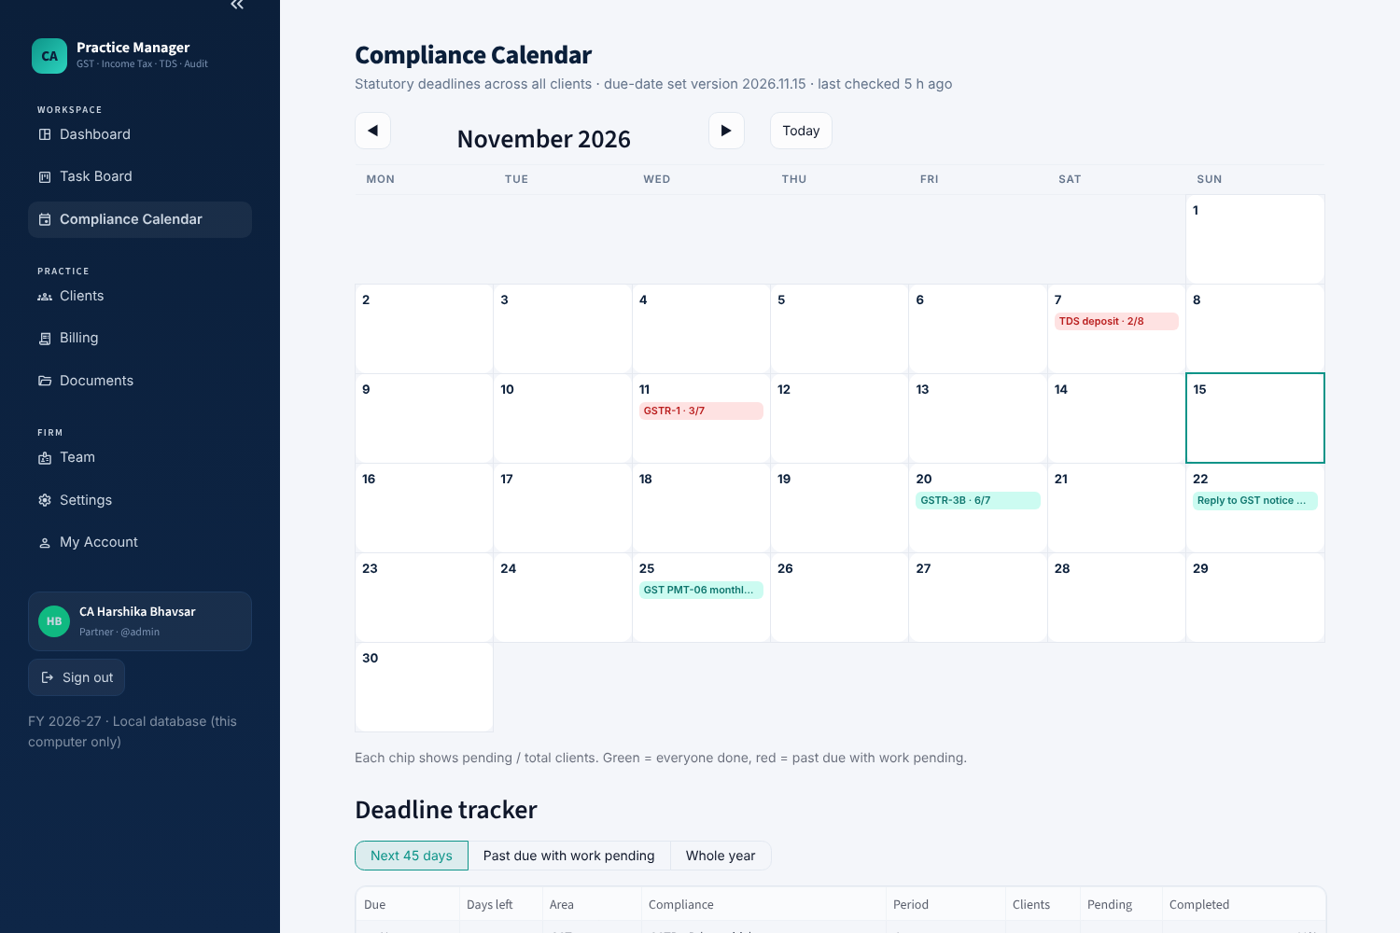 CA
Practice Manager
GST · Income Tax · TDS · Audit
WORKSPACE
Dashboard
Task Board
Compliance Calendar
PRACTICE
Clients
Billing
Documents
FIRM
Team
Settings
My Account
HB
CA Harshika Bhavsar
Partner · @admin
Sign out
FY 2026-27 · Local database (this
computer only)
Compliance Calendar
Statutory deadlines across all clients · due-date set version 2026.11.15 · last checked 5 h ago
November 2026
Today
MON TUE WED THU FRI SAT SUN
1
2 3 4 5 6 7 8
TDS deposit · 2/8
9 10 11 12 13 14 15
GSTR-1 · 3/7
16 17 18 19 20 21 22
GSTR-3B · 6/7 Reply to GST notice ...
23 24 25 26 27 28 29
GST PMT-06 monthl...
30
Each chip shows pending / total clients. Green = everyone done, red = past due with work pending.
Deadline tracker
Next 45 days Past due with work pending Whole year
Due Days left Area Compliance Period Clients Pending Completed